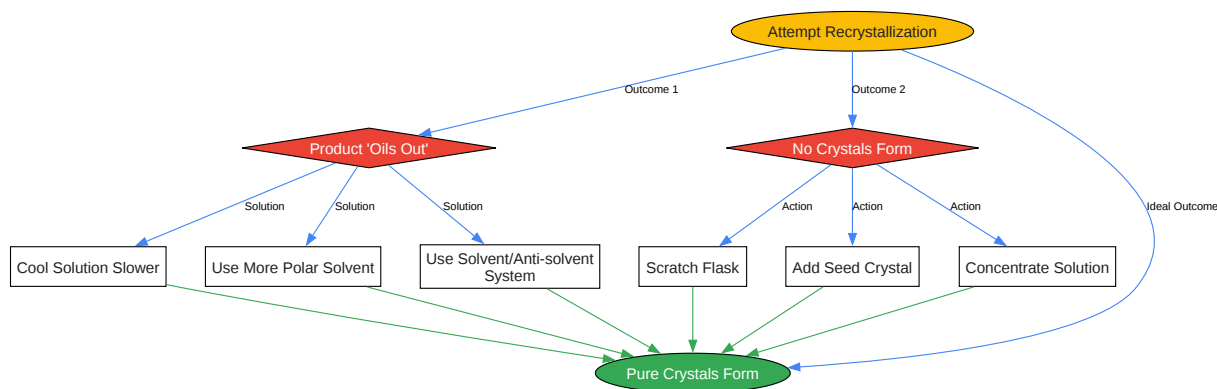 Attempt Recrystallization
Outcome 1
Outcome 2
Product 'Oils Out'
No Crystals Form
Solution
Solution
Solution
Action
Action
Action
Ideal Outcome
Cool Solution Slower
Use More Polar Solvent
Use Solvent/Anti-solvent
System
Scratch Flask
Add Seed Crystal
Concentrate Solution
Pure Crystals Form